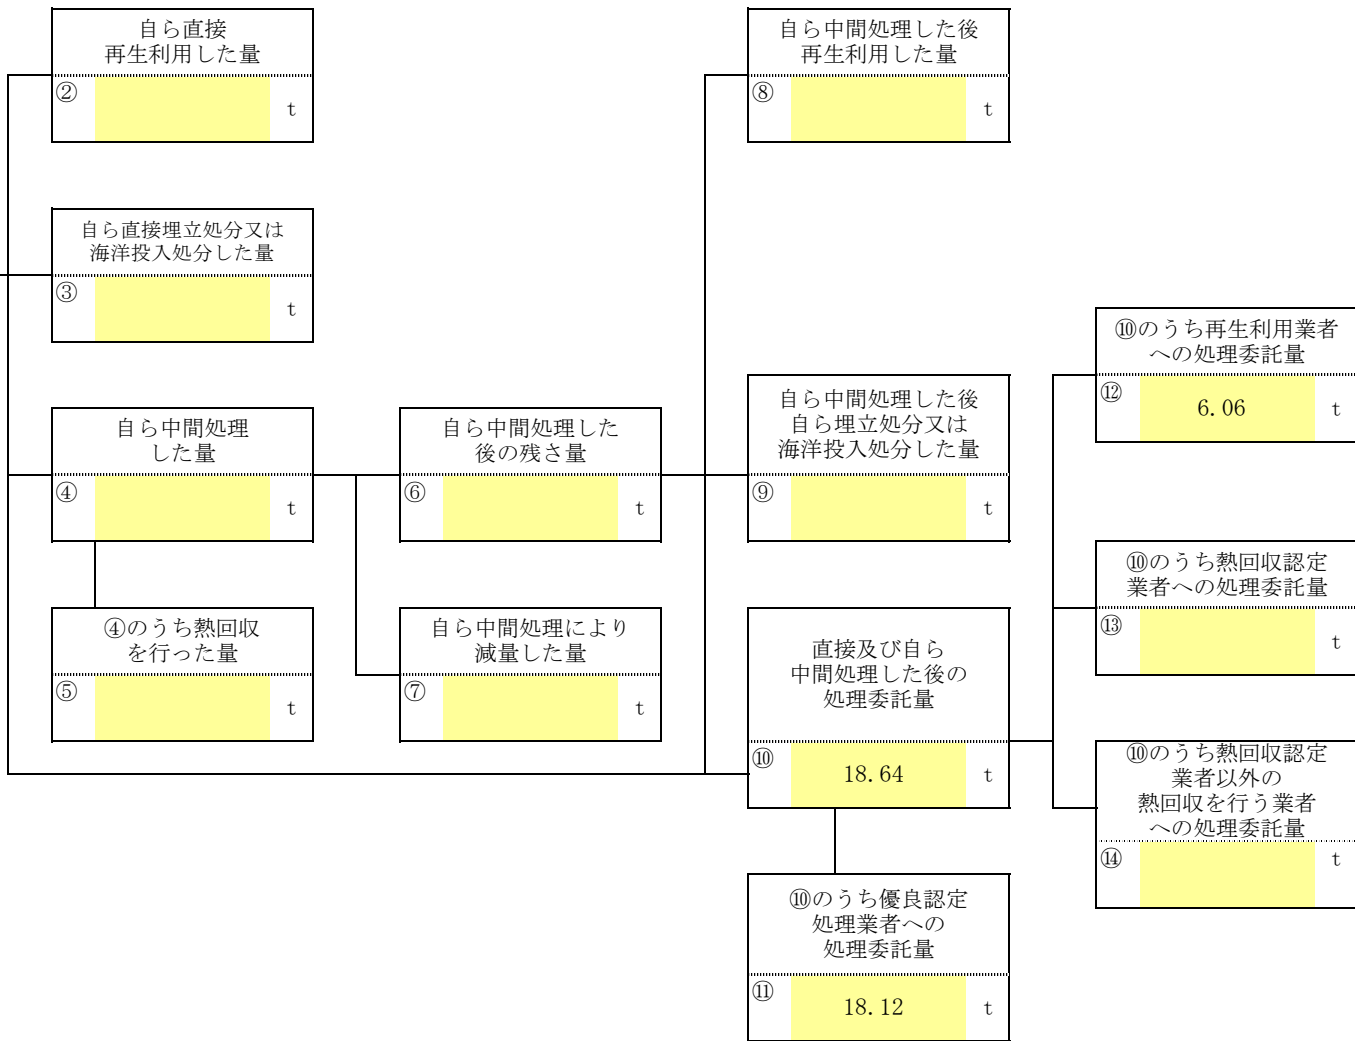 自ら直接
再生利用した量
②
t
自ら中間処理した後
再生利用した量
⑧
t
自ら直接埋立処分又は
海洋投入処分した量
③
t
⑩のうち再生利用業者
への処理委託量
⑫
6.06
t
自ら中間処理
した量
④
t
自ら中間処理した
後の残さ量
⑥
t
自ら中間処理した後
自ら埋立処分又は
海洋投入処分した量
⑨
t
⑩のうち熱回収認定
業者への処理委託量
⑬
t
④のうち熱回収
を行った量
⑤
t
自ら中間処理により
減量した量
⑦
t
直接及び自ら
中間処理した後の
処理委託量
⑩
18.64
t
⑩のうち熱回収認定
業者以外の
熱回収を行う業者
への処理委託量
⑭
t
⑩のうち優良認定
処理業者への
処理委託量
⑪
18.12
t